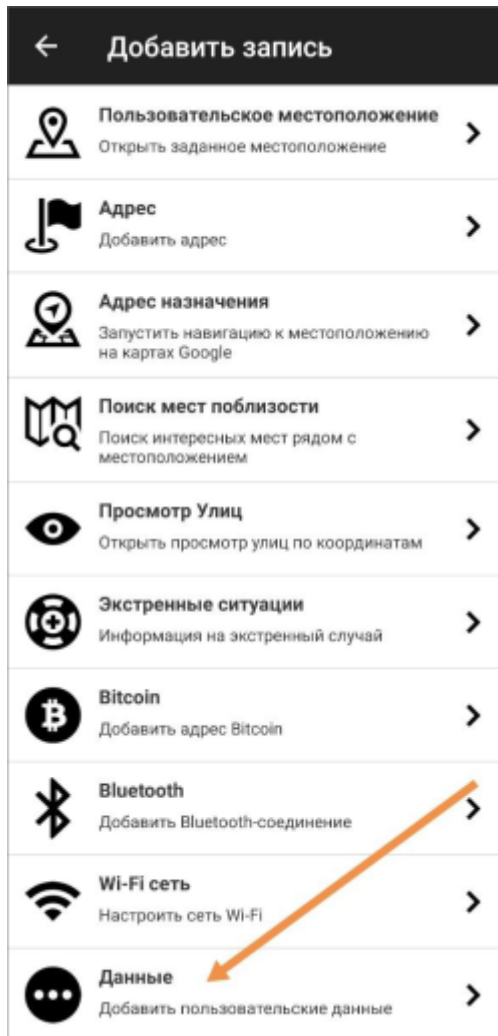 Добавить запись
Пользовательское местоположение
Открыть заданное местоположение
Адрес
Добавить адрес
Адрес назначения
Запустить навигацию к местоположению
на картах Google
Поиск мест поблизости
Поиск интересных мест рядом с
местоположением
Просмотр Улиц
Открыть просмотр улиц по координатам
Экстренные ситуации
Информация на экстренный случай
Bitcoin
Добавить адрес Bitcoin
Bluetooth
Добавить Bluetooth-соединение
Wi-Fi сеть
Настроить сеть Wi-Fi
Данные
Добавить пользовательские данные